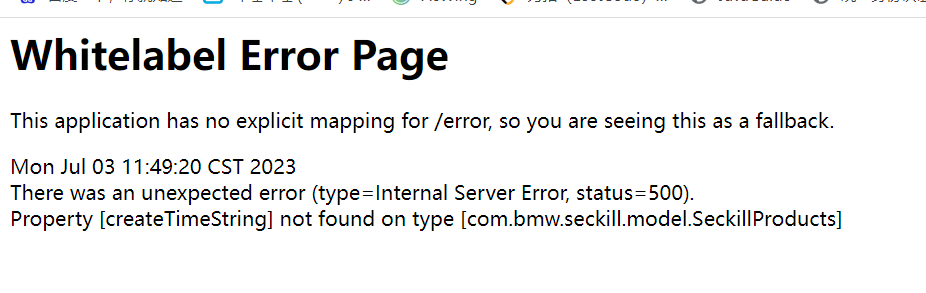 Whitelabel Error Page
This application has no explicit mapping for /error, so you are seeing this as a fallback.
Mon Jul 03 11:49:20 CST 2023
There was an unexpected error (type=Internal Server Error, status=500).
Property [createTimeString] not found on type [com.bmw.seckill.model.SeckillProducts]